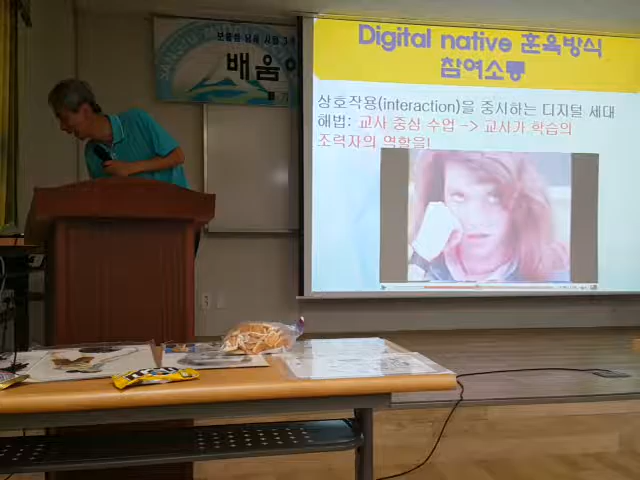 Digital native 훈육방식
참여소통
상호작용(interaction)을 중시하는 디지털 세대
해법: 교사 중심 수업 -> 교사가 학습의
조력자의 역할을!
배움이